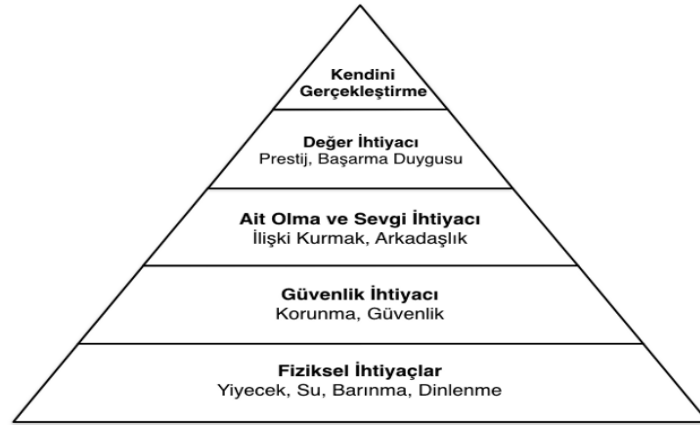 Kendini
Gerçekleştirme
Değer İhtiyacı
Prestij, Başarma Duygusu
Ait Olma ve Sevgi İhtiyacı
İlişki Kurmak, Arkadaşlık
Güvenlik İhtiyacı
Korunma, Güvenlik
Fiziksel İhtiyaçlar
Yiyecek, Su, Barınma, Dinlenme